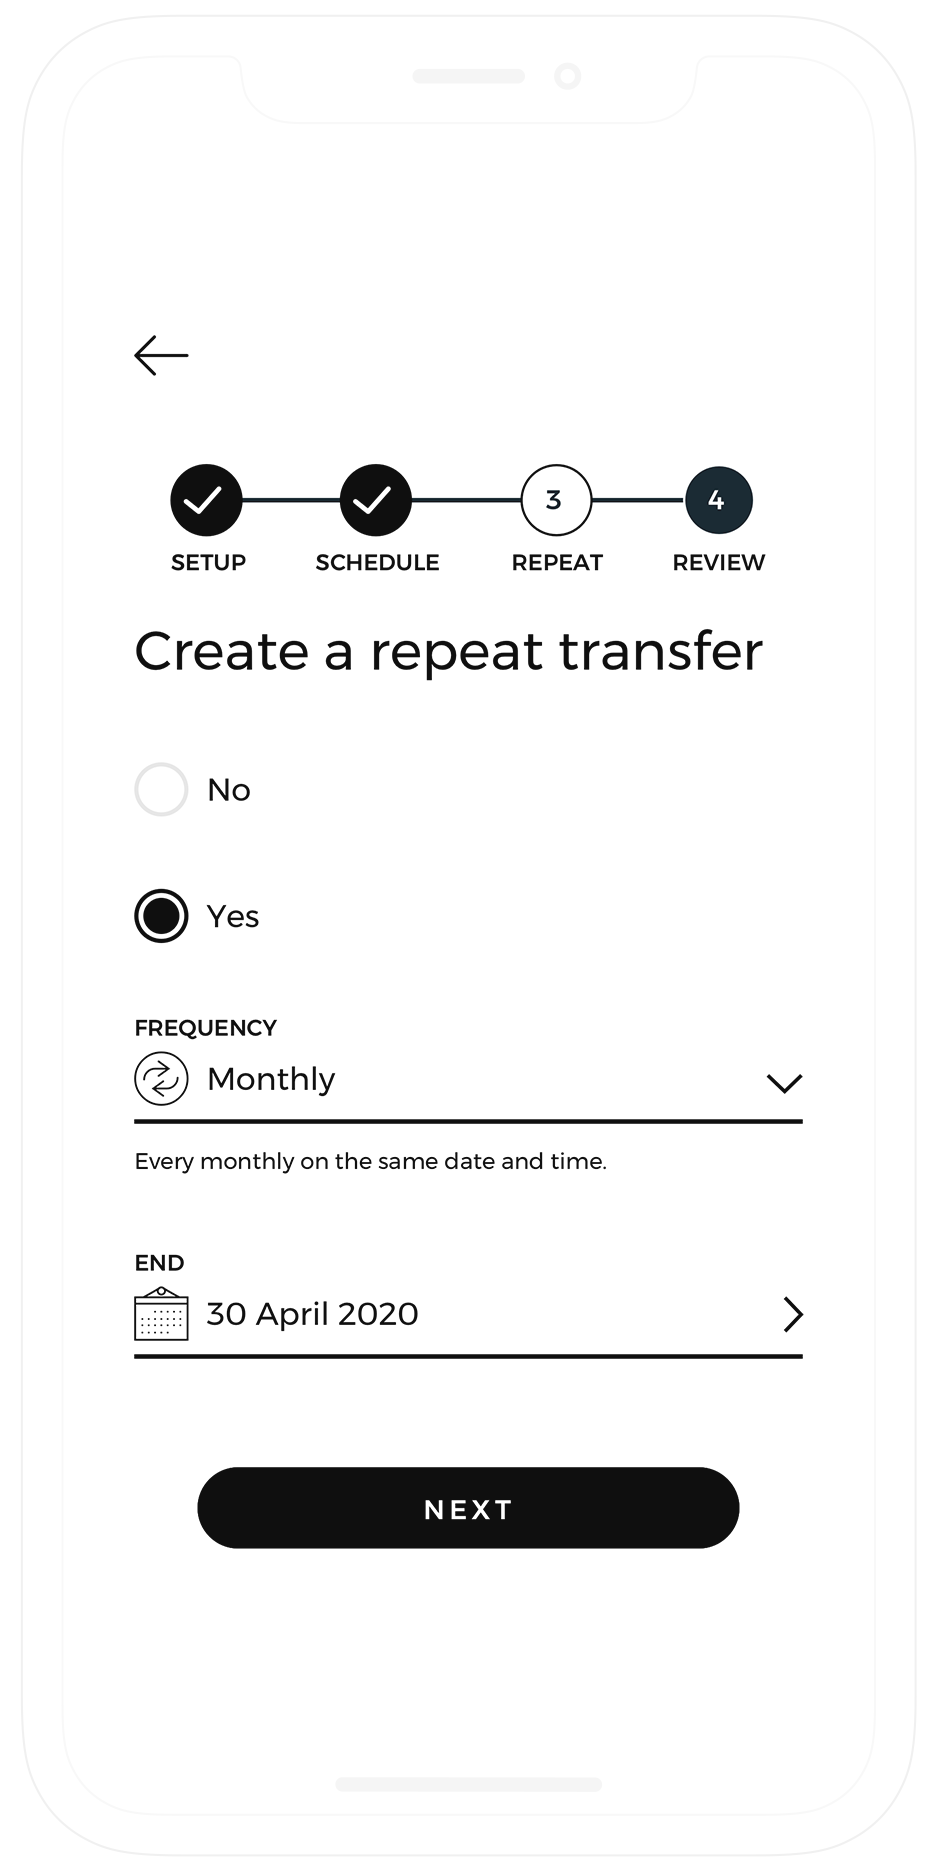 3
4
SETUP
SCHEDULE
REPEAT
REVIEW
Create a repeat transfer
No
Yes
FREQUENCY
Monthly
Every monthly on the same date and time.
END
30 April 2020
NEXT